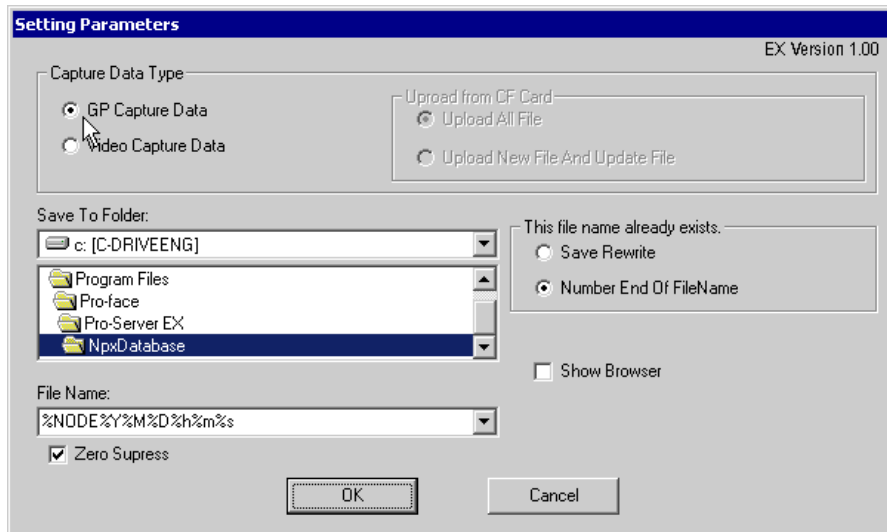 Setting Parameters
EX Version 1.00
Capture Data Type
GP Capture Data
Video Capture Data
Uproad from CF Card
Upload All File
Upload New File And Update File
Save To Folder:
c: [C-DRIVEENG]
Program Files
Pro-face
Pro-Server EX
NpxDatabase
This file name already exists.
Save Rewrite
Number End Of FileName
Show Browser
File Name:
%NODE%Y%M%D%h%m%s
Zero Supress
OK
Cancel